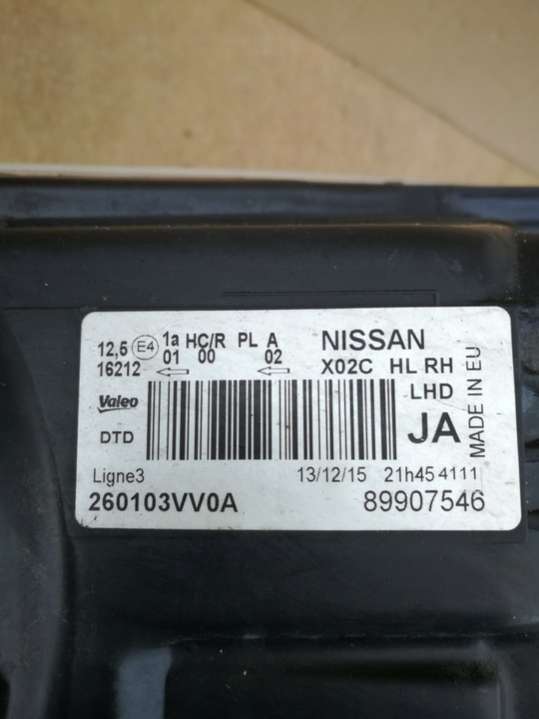 12,5 E4 1a HC/R PL A NISSAN
16212 01 00 02 X02C HL RH
Valeo LHD
DTD JA
MADE IN EU
Ligne3 13/12/15 21h45 4111
260103VV0A 89907546